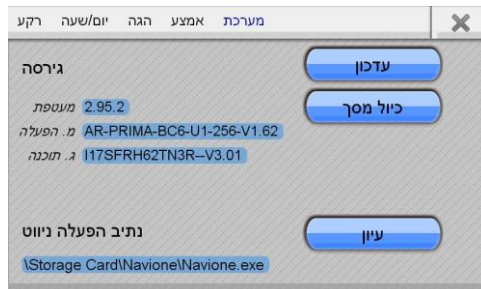 מערכת אמצע הגה יום/שעה רקע
גירסה
עדכון
מעטפת 2.95.2
כיול מסך
מ. הפעלה AR-PRIMA-BC6-U1-256-V1.62
ג. תוכנה I17SFRH62TN3R--V3.01
נתיב הפעלה ניווט
עיון
\Storage Card\Navione\Navione.exe